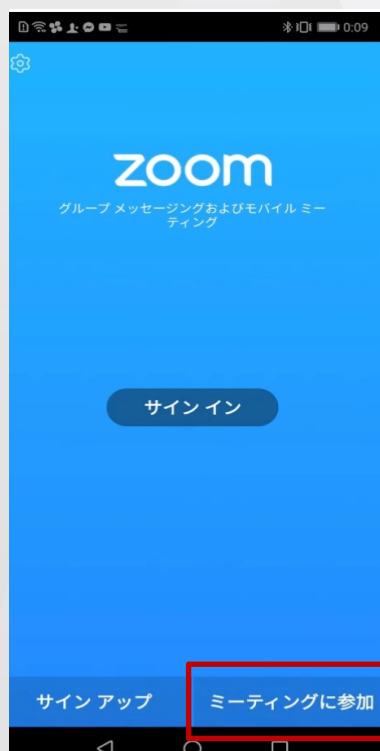 0:09
zoom
グループ メッセージングおよびモバイル ミー
ティング
サイン イン
サイン アップ
ミーティングに参加